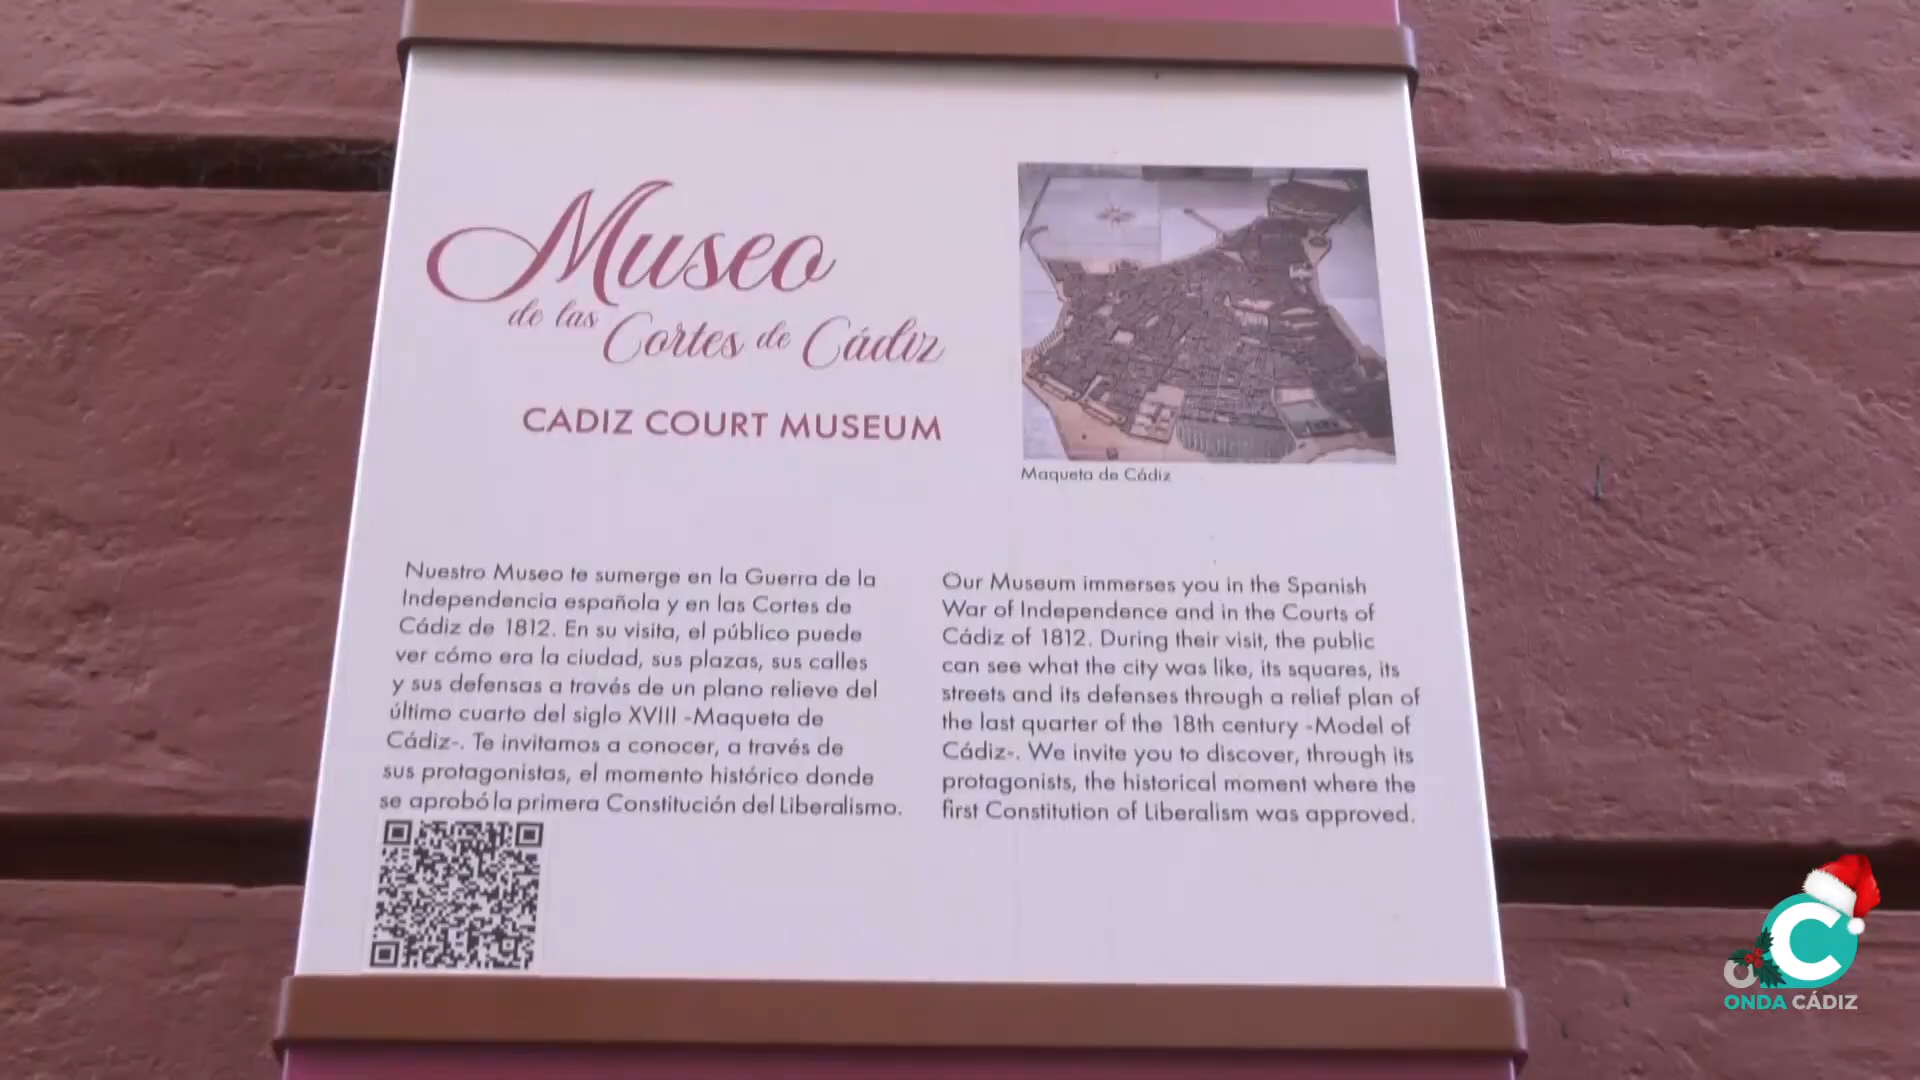 Museo
de las Cortes de Cádiz
CADIZ COURT MUSEUM
Maqueta de Cádiz
Nuestro Museo te sumerge en la Guerra de la
Independencia española y en las Cortes de
Cádiz de 1812. En su visita, el público puede
ver cómo era la ciudad, sus plazas, sus calles
y sus defensas a través de un plano relieve del
último cuarto del siglo XVIII -Maqueta de
Cádiz-. Te invitamos a conocer, a través de
sus protagonistas, el momento histórico donde
se aprobó la primera Constitución del Liberalismo.
Our Museum immerses you in the Spanish
War of Independence and in the Courts of
Cádiz of 1812. During their visit, the public
can see what the city was like, its squares, its
streets and its defenses through a relief plan of
the last quarter of the 18th century -Model of
Cádiz-. We invite you to discover, through its
protagonists, the historical moment where the
first Constitution of Liberalism was approved.
ONDA CÁDIZ